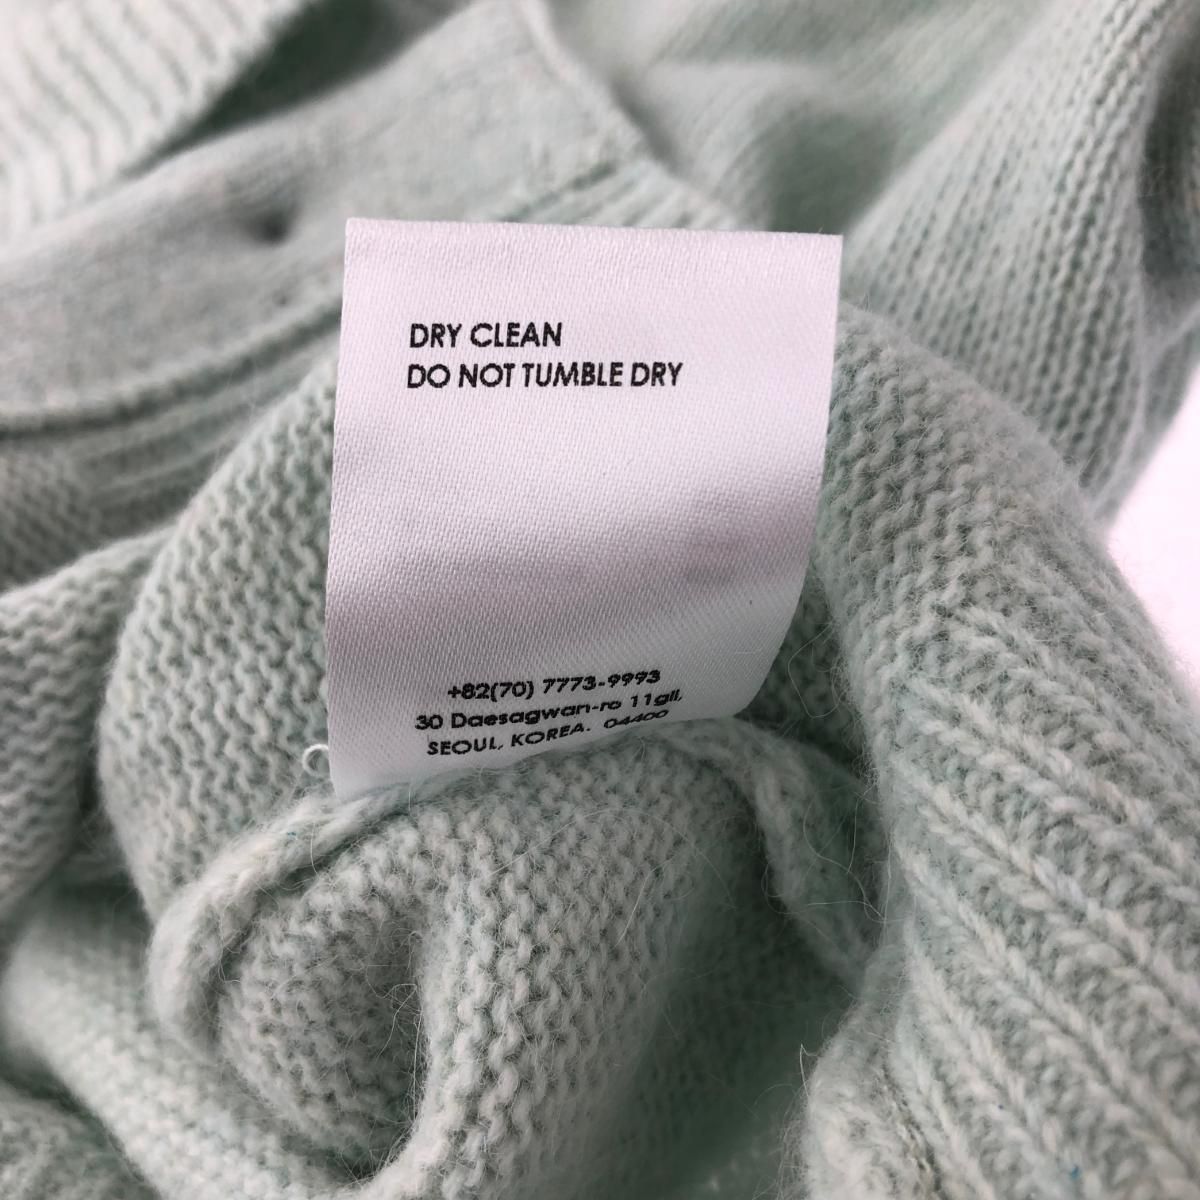 DRY CLEAN
DO NOT TUMBLE DRY
+82(70) 7773-9993
30 Daesagwan-ro 11gil,
SEOUL, KOREA. 04400